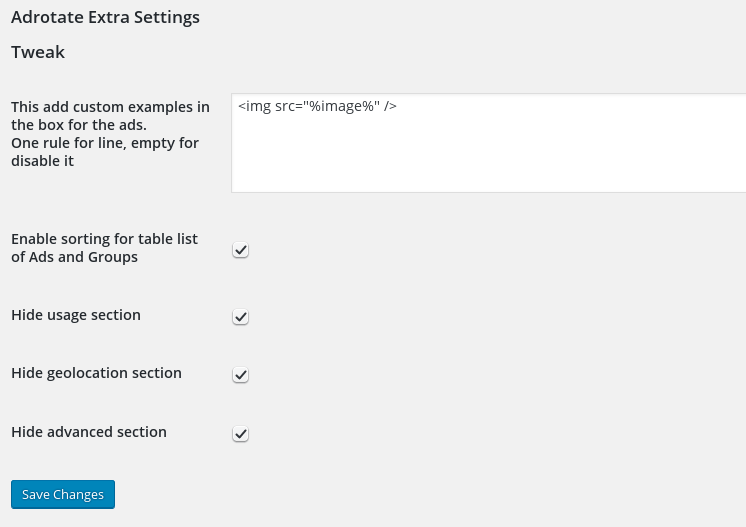 Adrotate Extra Settings
Tweak
This add custom examples in
the box for the ads.
One rule for line, empty for
disable it
<img src="%image%" />
Enable sorting for table list
of Ads and Groups
Hide usage section
Hide geolocation section
Hide advanced section
Save Changes